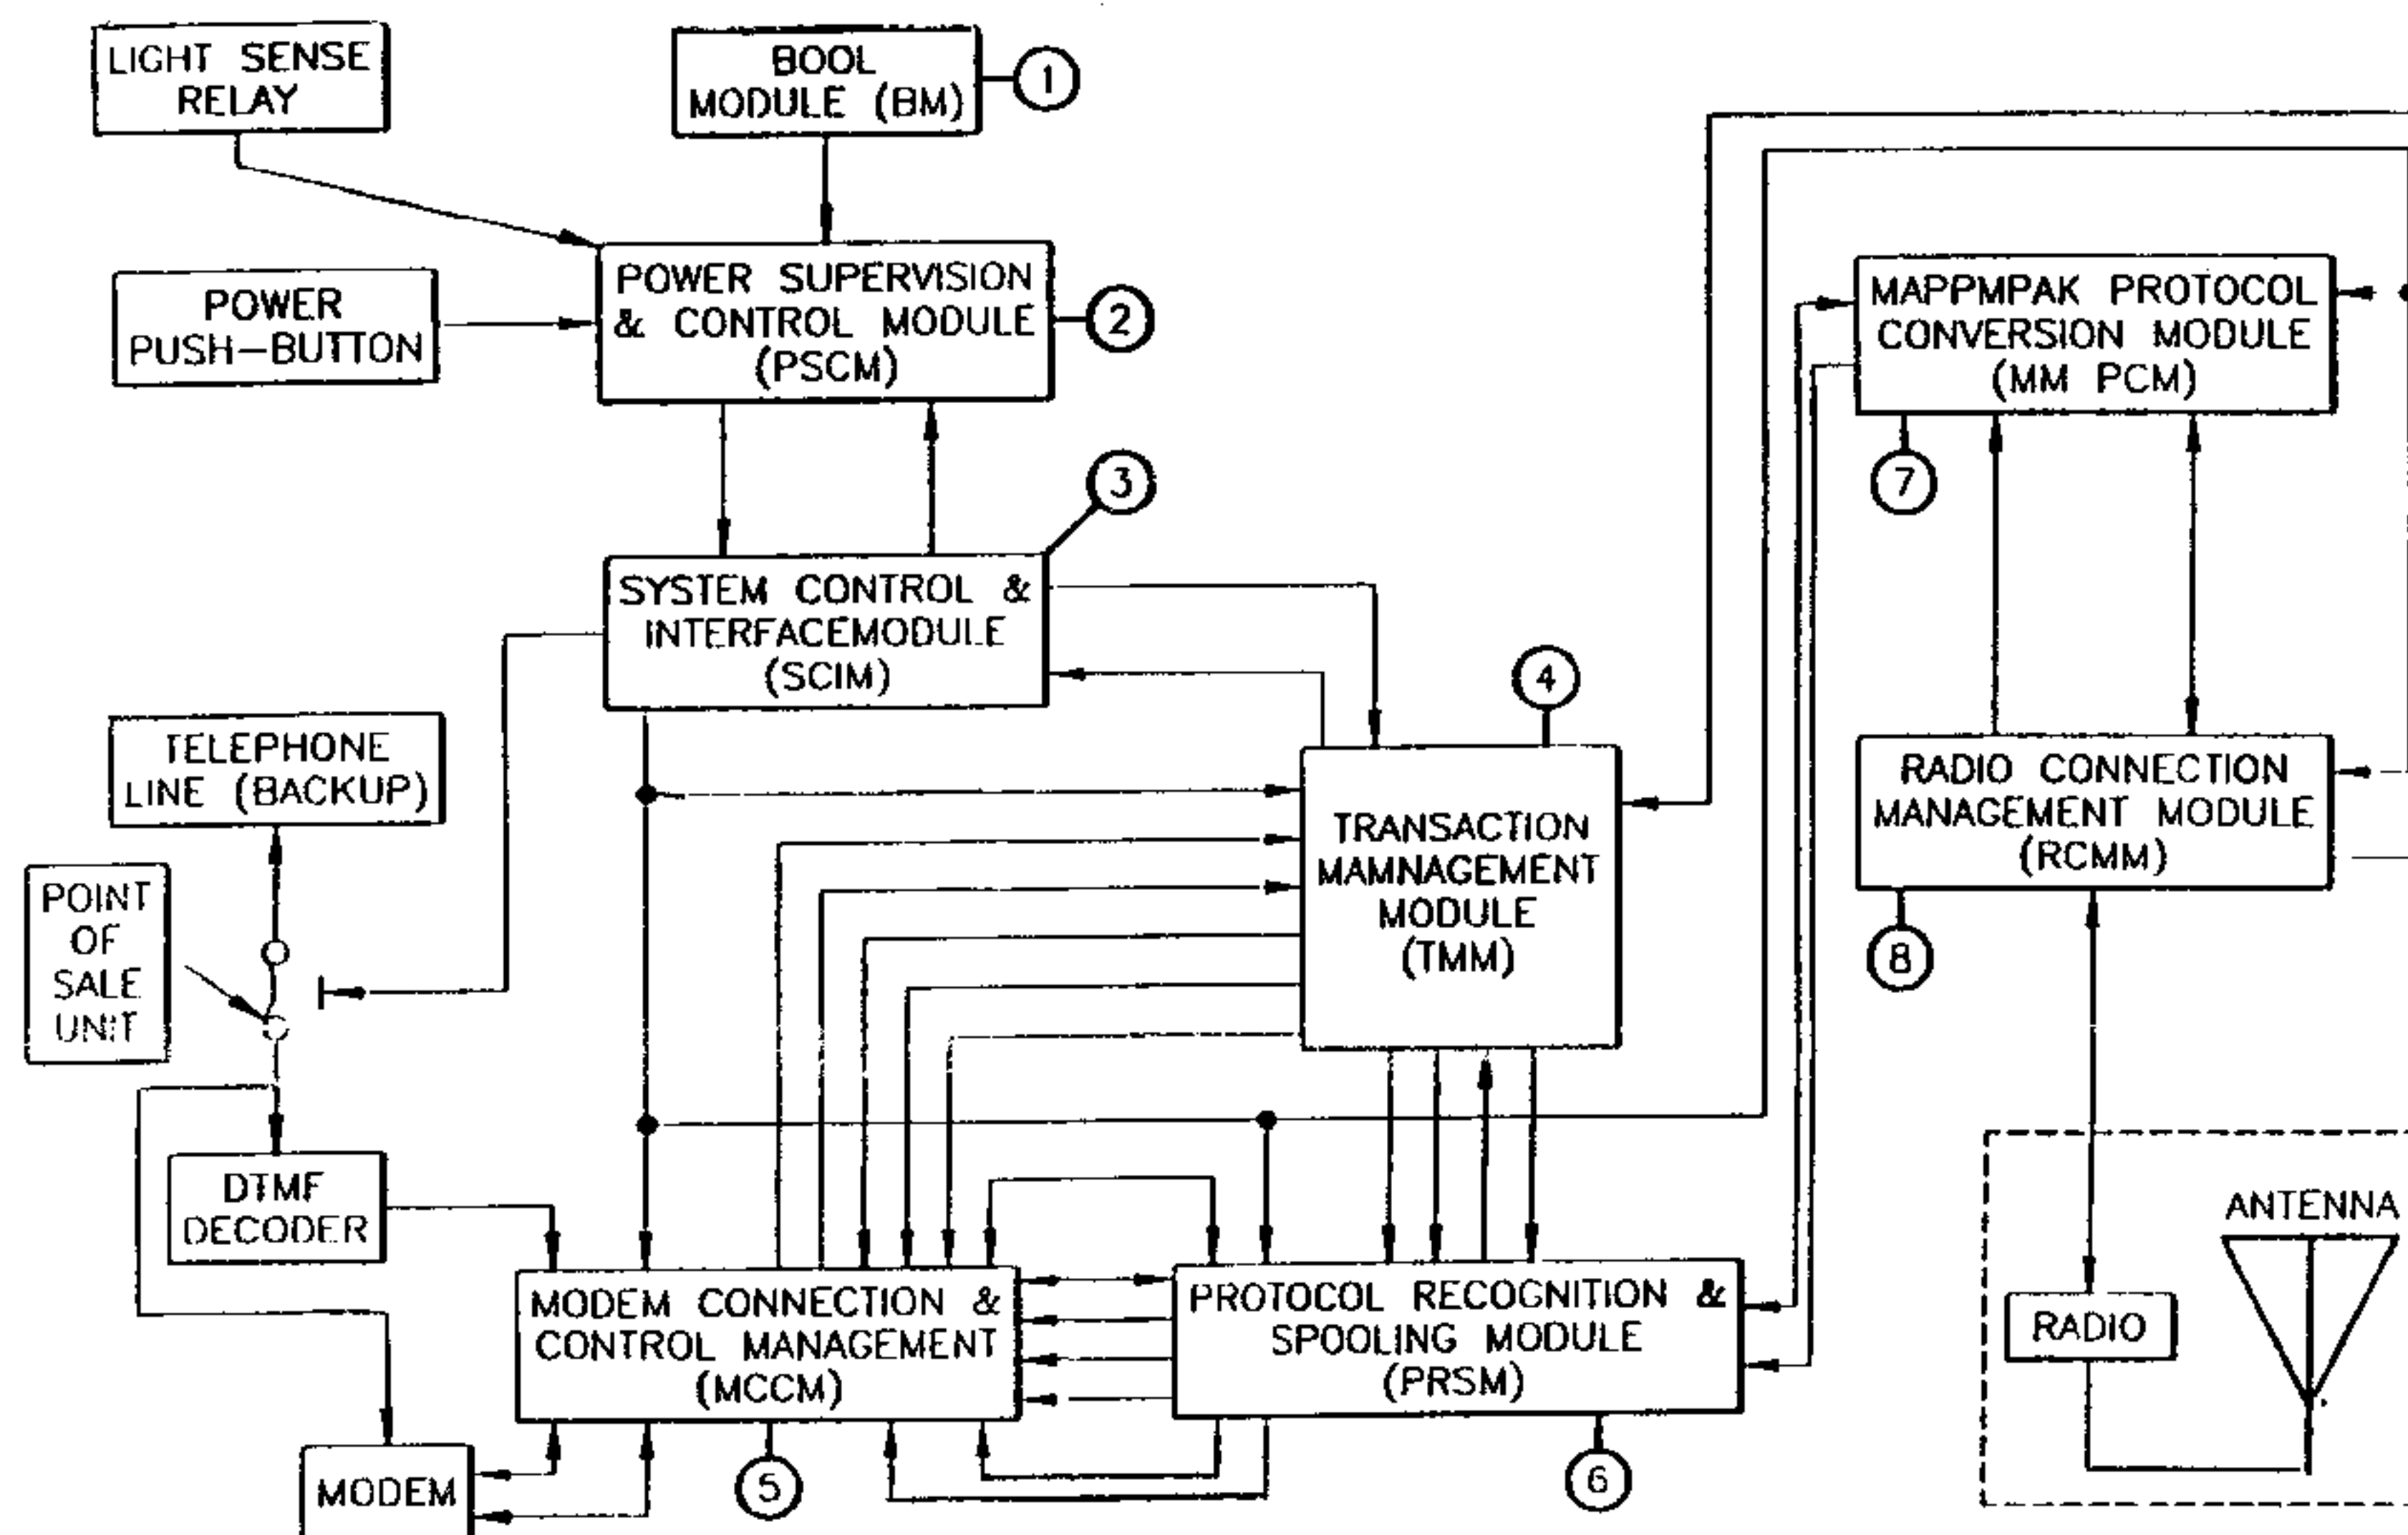 LIGHT SENSE
RELAY
BOOL
MODULE (BM)
1
POWER
PUSH-BUTTON
POWER SUPERVISION
& CONTROL MODULE
(PSCM)
2
MAPPMPAK PROTOCOL
CONVERSION MODULE
(MM PCM)
7
3
SYSTEM CONTROL &
INTERFACEMODULE
(SCIM)
4
TELEPHONE
LINE (BACKUP)
TRANSACTION
MAMNAGEMENT
MODULE
(TMM)
RADIO CONNECTION
MANAGEMENT MODULE
(RCMM)
8
POINT
OF
SALE
UNIT
DTMF
DECODER
ANTENNA
RADIO
MODEM CONNECTION &
CONTROL MANAGEMENT
(MCCM)
PROTOCOL RECOGNITION &
SPOOLING MODULE
(PRSM)
MODEM
5
6